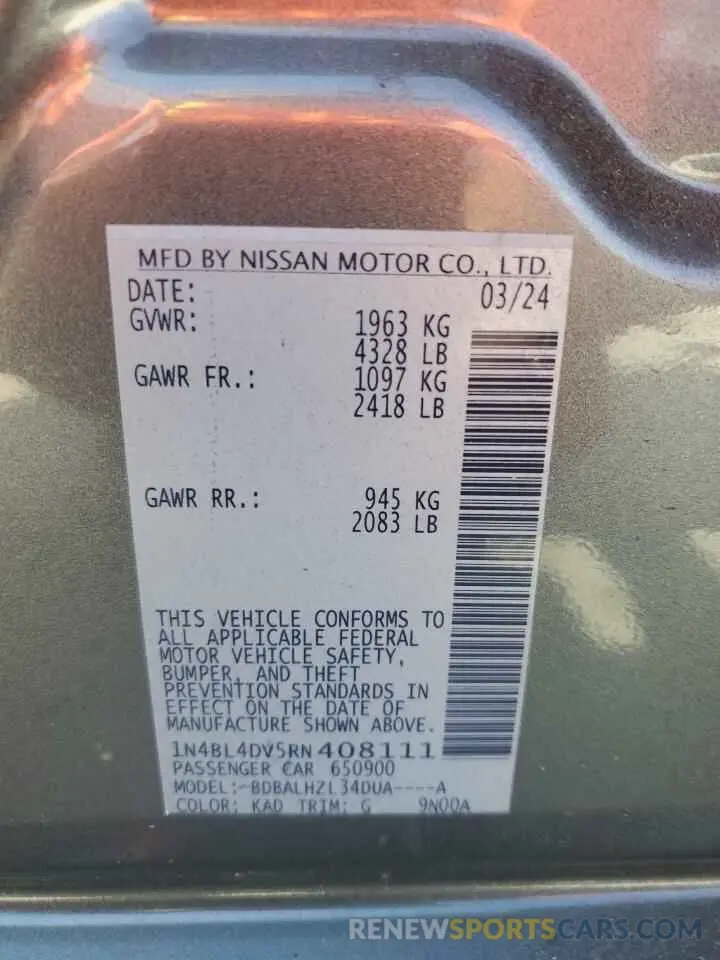 MFD BY NISSAN MOTOR CO., LTD.
DATE: 03/24
GVWR: 1963 KG
4328 LB
GAWR FR.: 1097 KG
2418 LB
GAWR RR.: 945 KG
2083 LB
THIS VEHICLE CONFORMS TO
ALL APPLICABLE FEDERAL
MOTOR VEHICLE SAFETY,
BUMPER, AND THEFT
PREVENTION STANDARDS IN
EFFECT ON THE DATE OF
MANUFACTURE SHOWN ABOVE.
1N4BL4DV5RN408111
PASSENGER CAR 650900
MODEL: BDBALHZL34DUA----A
COLOR: KAD TRIM: G 9N00A
RENEWSPORTSCARS.COM